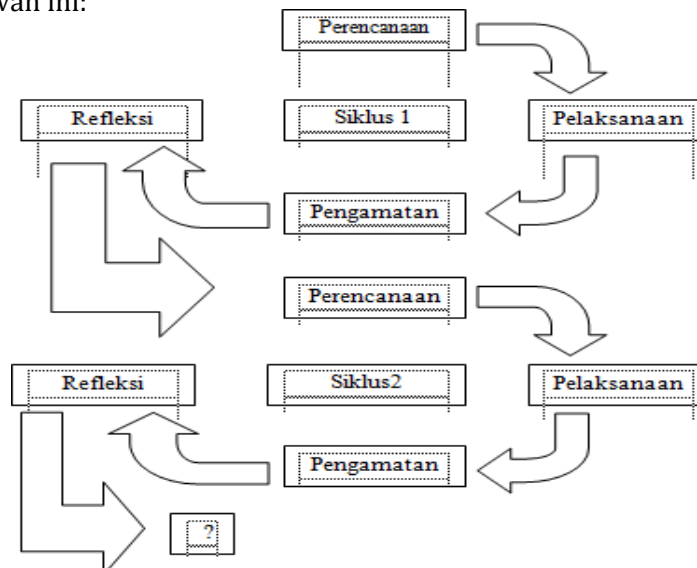 wah ini:
Perencanaan
Refleksi Siklus 1 Pelaksanaan
Pengamatan
Perencanaan
Refleksi Siklus2 Pelaksanaan
Pengamatan
?